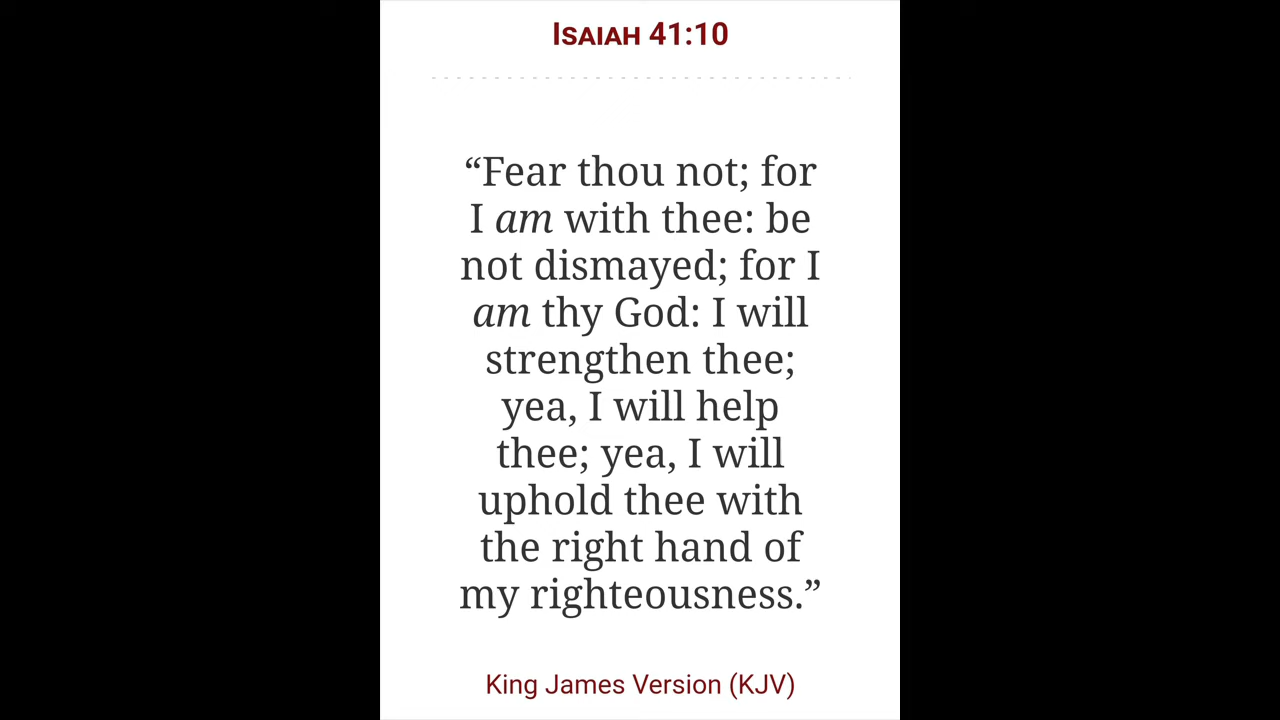 Isaiah 41:10
“Fear thou not; for
I am with thee: be
not dismayed; for I
am thy God: I will
strengthen thee;
yea, I will help
thee; yea, I will
uphold thee with
the right hand of
my righteousness.”
King James Version (KJV)